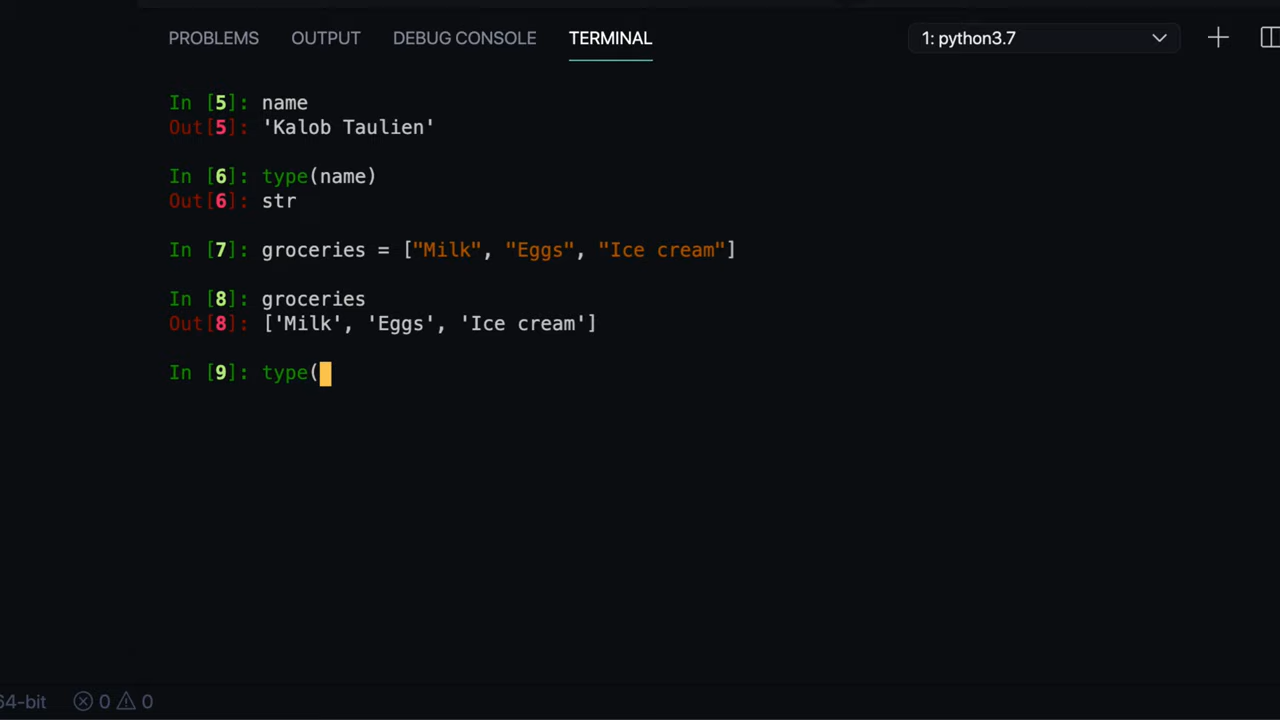 PROBLEMS OUTPUT DEBUG CONSOLE TERMINAL 1: python3.7
In [5]: name
Out[5]: 'Kalob Taulien'
In [6]: type(name)
Out[6]: str
In [7]: groceries = ["Milk", "Eggs", "Ice cream"]
In [8]: groceries
Out[8]: ['Milk', 'Eggs', 'Ice cream']
In [9]: type(
64-bit 0 0